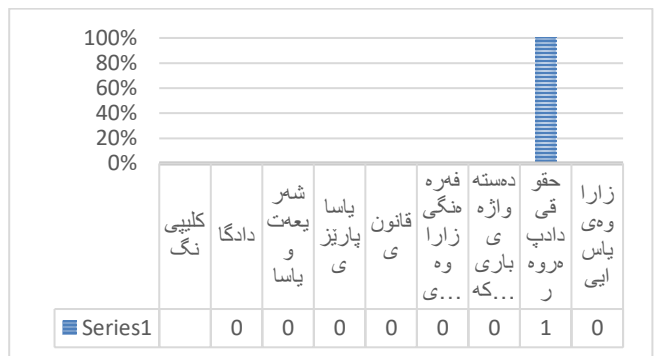 100%
80%
60%
40%
20%
0%
کلیپی
نگ
دادگا
شەر
یعەت
و
یاسا
یاسا
پارێز
ی
قانون
ی
فەرە
هنگی
زارا
وە
ی...
دەستە
واژە
ی
باری
کە...
حقو
قی
دادپ
ەروە
ر
زارا
وەی
یاس
ایی
Series1 0 0 0 0 0 0 1 0